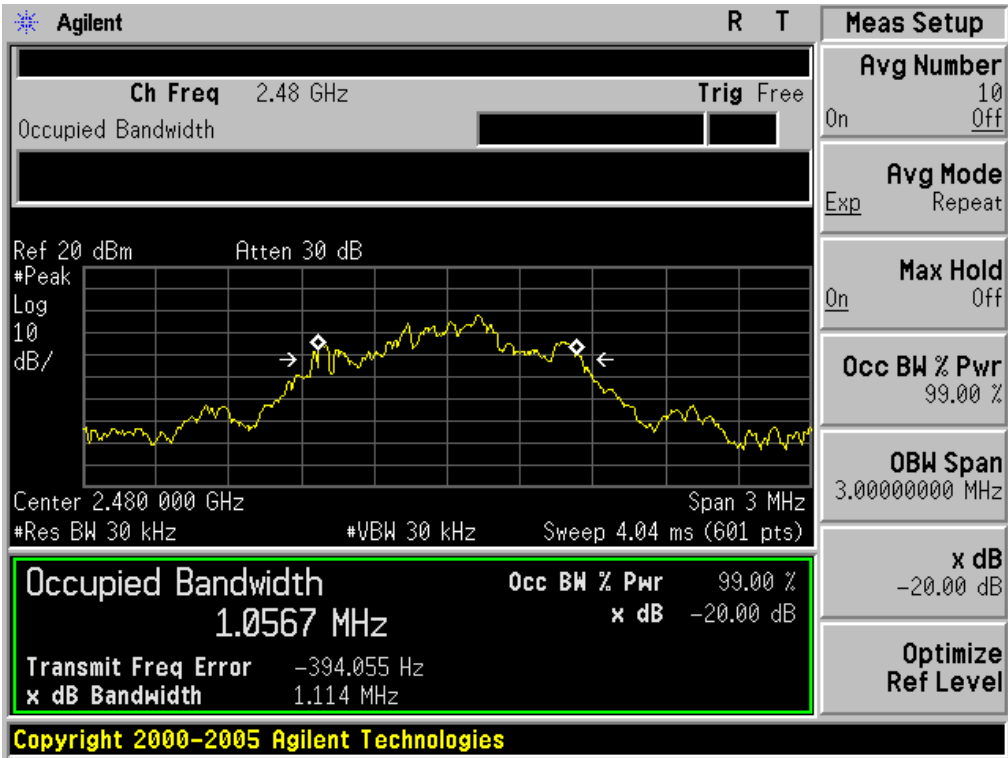 Agilent R T
Ch Freq 2.48 GHz Trig Free
Occupied Bandwidth
Ref 20 dBm Atten 30 dB
#Peak
Log
10
dB/
Center 2.480 000 GHz Span 3 MHz
#Res BW 30 kHz #VBW 30 kHz Sweep 4.04 ms (601 pts)
Occupied Bandwidth Occ BW % Pwr 99.00 %
1.0567 MHz x dB -20.00 dB
Transmit Freq Error -394.055 Hz
x dB Bandwidth 1.114 MHz
Copyright 2000-2005 Agilent Technologies
Meas Setup
Avg Number
10
On Off
Avg Mode
Exp Repeat
Max Hold
On Off
Occ BW % Pwr
99.00 %
OBW Span
3.00000000 MHz
x dB
-20.00 dB
Optimize
Ref Level